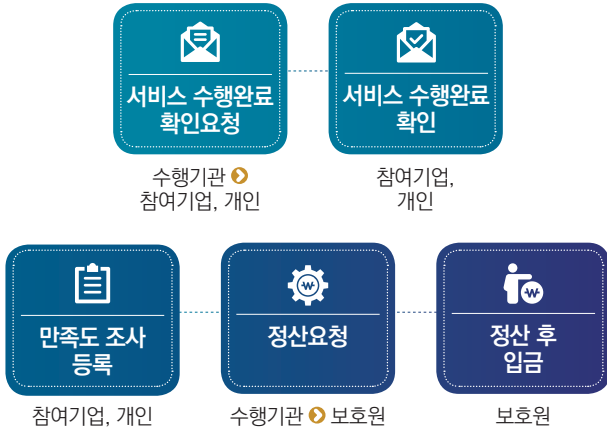 서비스 수행완료
확인요청
서비스 수행완료
확인
수행기관
참여기업, 개인
참여기업,
개인
만족도 조사
등록
정산요청
정산 후
입금
참여기업, 개인
수행기관 보호원
보호원